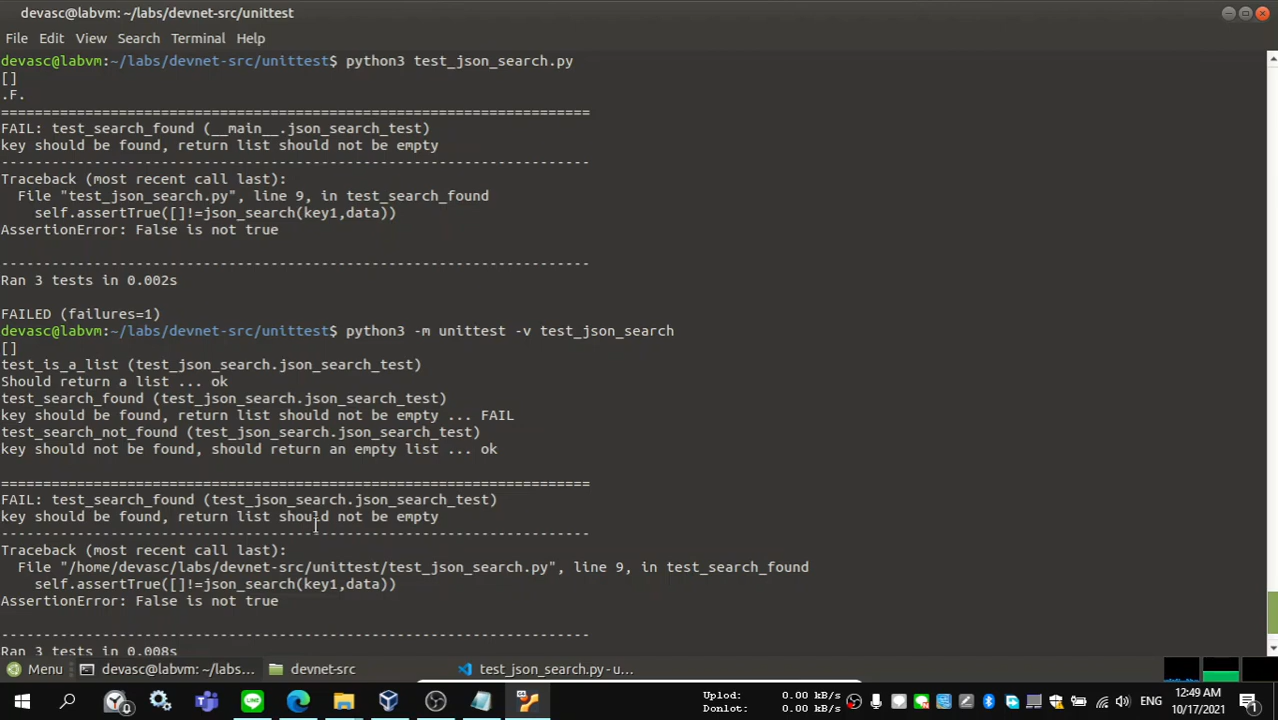 devasc@labvm: ~/labs/devnet-src/unittest
File Edit View Search Terminal Help
devasc@labvm:~/labs/devnet-src/unittest$ python3 test_json_search.py
[]
.F.
======================================================================
FAIL: test_search_found (__main__.json_search_test)
key should be found, return list should not be empty
----------------------------------------------------------------------
Traceback (most recent call last):
  File "test_json_search.py", line 9, in test_search_found
    self.assertTrue([]!=json_search(key1,data))
AssertionError: False is not true
----------------------------------------------------------------------
Ran 3 tests in 0.002s
FAILED (failures=1)
devasc@labvm:~/labs/devnet-src/unittest$ python3 -m unittest -v test_json_search
[]
test_is_a_list (test_json_search.json_search_test)
Should return a list ... ok
test_search_found (test_json_search.json_search_test)
key should be found, return list should not be empty ... FAIL
test_search_not_found (test_json_search.json_search_test)
key should not be found, should return an empty list ... ok
======================================================================
FAIL: test_search_found (test_json_search.json_search_test)
key should be found, return list should not be empty
----------------------------------------------------------------------
Traceback (most recent call last):
  File "/home/devasc/labs/devnet-src/unittest/test_json_search.py", line 9, in test_search_found
    self.assertTrue([]!=json_search(key1,data))
AssertionError: False is not true
----------------------------------------------------------------------
Ran 3 tests in 0.008s
Menu devasc@labvm: ~/labs... devnet-src test_json_search.py - u...
Uplod: 0.00 kB/s
Donlot: 0.00 kB/s
ENG
12:49 AM
10/17/2021